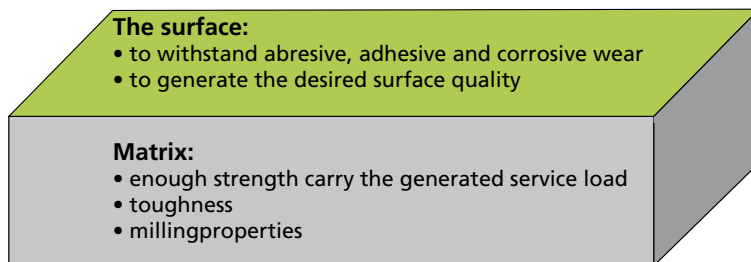 The surface:
• to withstand abresive, adhesive and corrosive wear
• to generate the desired surface quality
Matrix:
• enough strength carry the generated service load
• toughness
• millingproperties